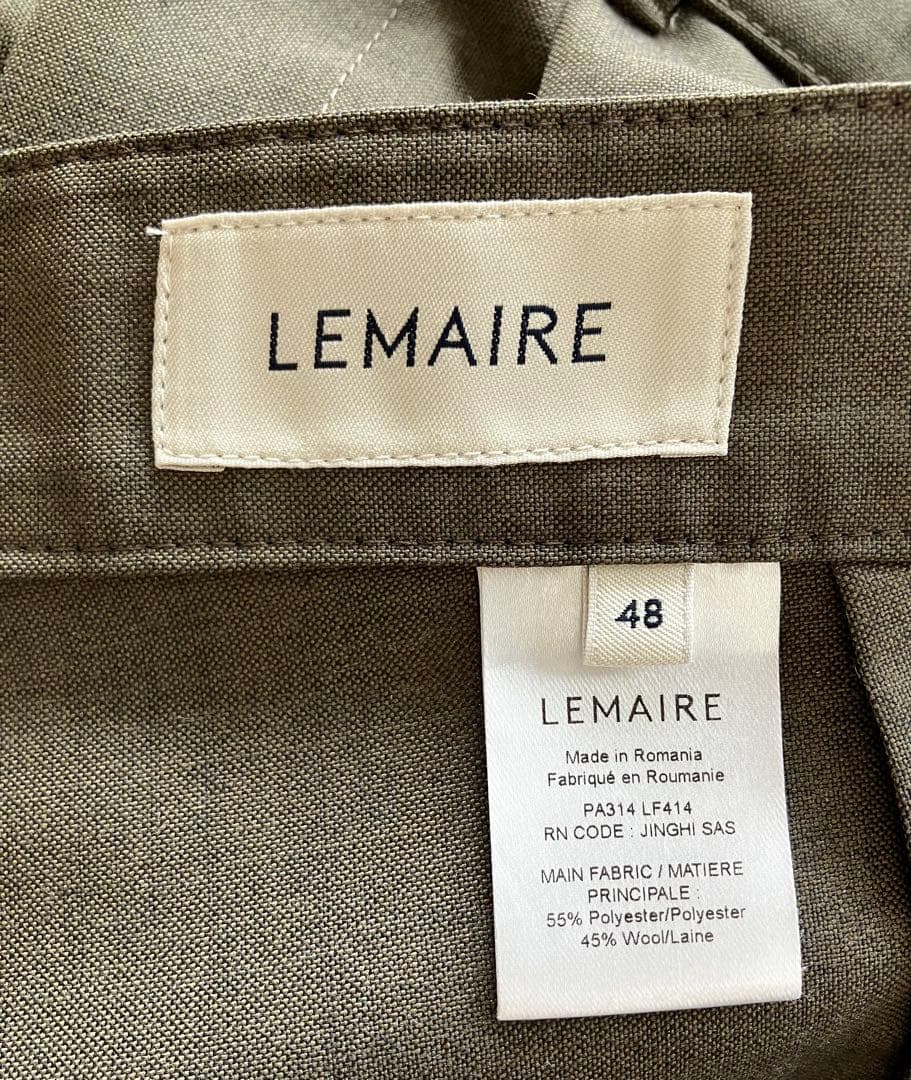 LEMAIRE
48
LEMAIRE
Made in Romania
Fabriqué en Roumanie
PA314 LF414
RN CODE : JINGHI SAS
MAIN FABRIC / MATIERE
PRINCIPALE :
55% Polyester/Polyester
45% Wool/Laine